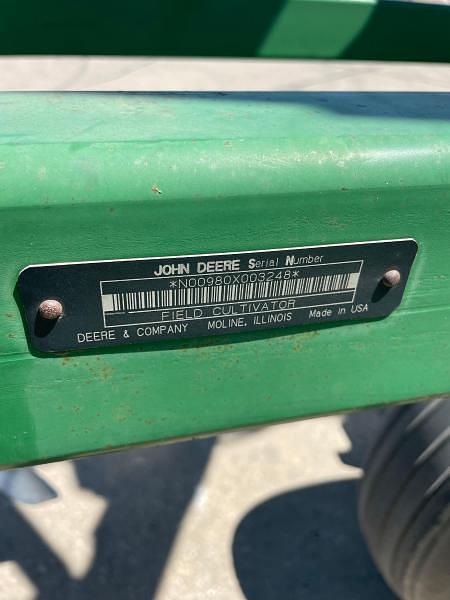 JOHN DEERE Serial Number
*N00980X003248*
FIELD CULTIVATOR
DEERE & COMPANY MOLINE, ILLINOIS Made in USA